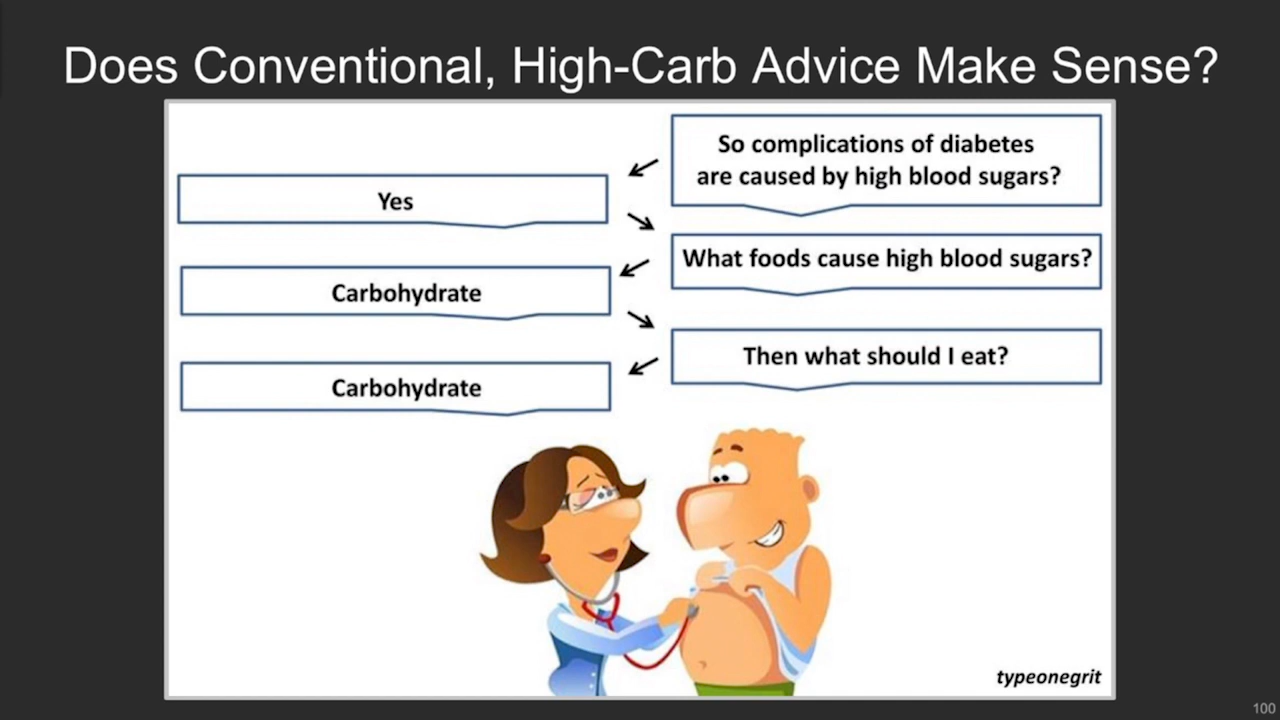 Does Conventional, High-Carb Advice Make Sense?
So complications of diabetes
are caused by high blood sugars?
Yes
What foods cause high blood sugars?
Carbohydrate
Then what should I eat?
Carbohydrate
typeonegrit
100